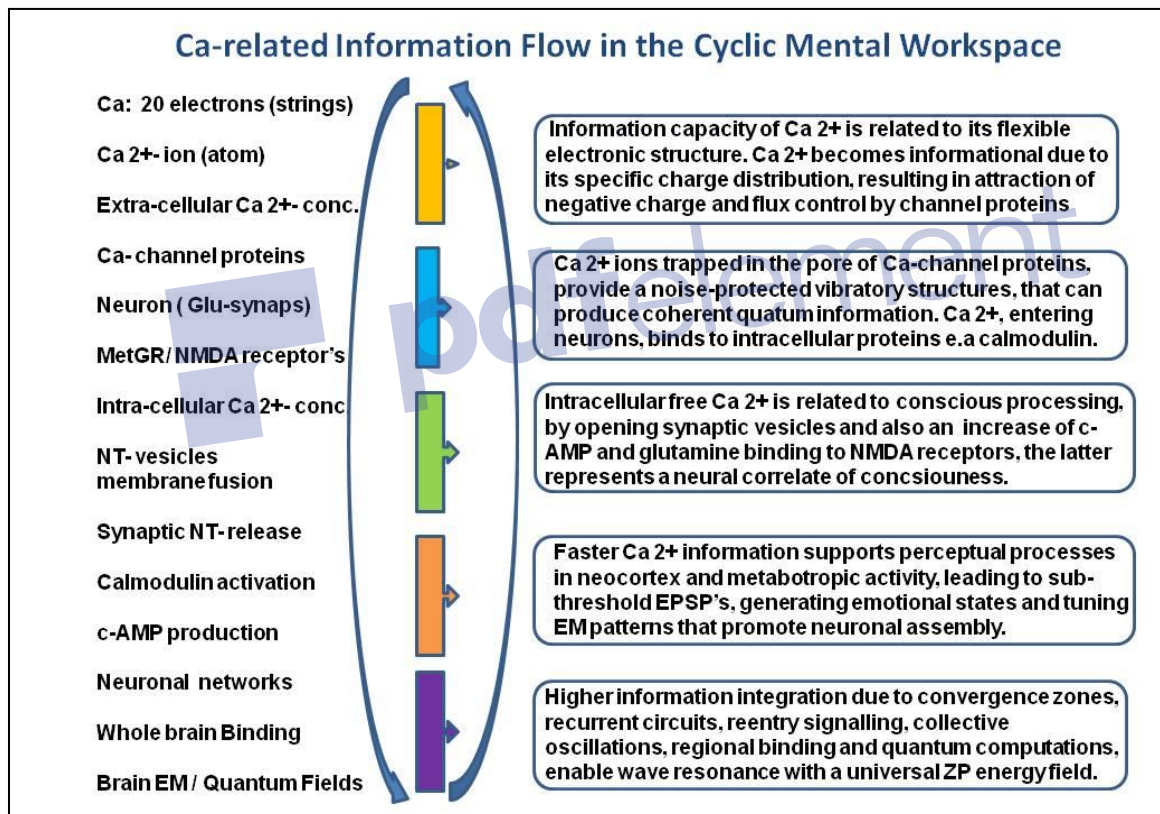 Ca-related Information Flow in the Cyclic Mental Workspace
Ca: 20 electrons (strings)
Ca 2+- ion (atom)
Extra-cellular Ca 2+- conc.
Ca- channel proteins
Neuron ( Glu-synaps)
MetGR/ NMDA receptor's
Intra-cellular Ca 2+- conc.
NT- vesicles
membrane fusion
Synaptic NT- release
Calmodulin activation
c-AMP production
Neuronal networks
Whole brain Binding
Brain EM / Quantum Fields
Information capacity of Ca 2+ is related to its flexible
electronic structure. Ca 2+ becomes informational due to
its specific charge distribution, resulting in attraction of
negative charge and flux control by channel proteins
Ca 2+ ions trapped in the pore of Ca-channel proteins,
provide a noise-protected vibratory structures, that can
produce coherent quatum information. Ca 2+, entering
neurons, binds to intracellular proteins e.a calmodulin.
Intracellular free Ca 2+ is related to conscious processing,
by opening synaptic vesicles and also an increase of c-
AMP and glutamine binding to NMDA receptors, the latter
represents a neural correlate of concsiouness.
Faster Ca 2+ information supports perceptual processes
in neocortex and metabotropic activity, leading to sub-
threshold EPSP's, generating emotional states and tuning
EM patterns that promote neuronal assembly.
Higher information integration due to convergence zones,
recurrent circuits, reentry signalling, collective
oscillations, regional binding and quantum computations,
enable wave resonance with a universal ZP energy field.
pdfelement